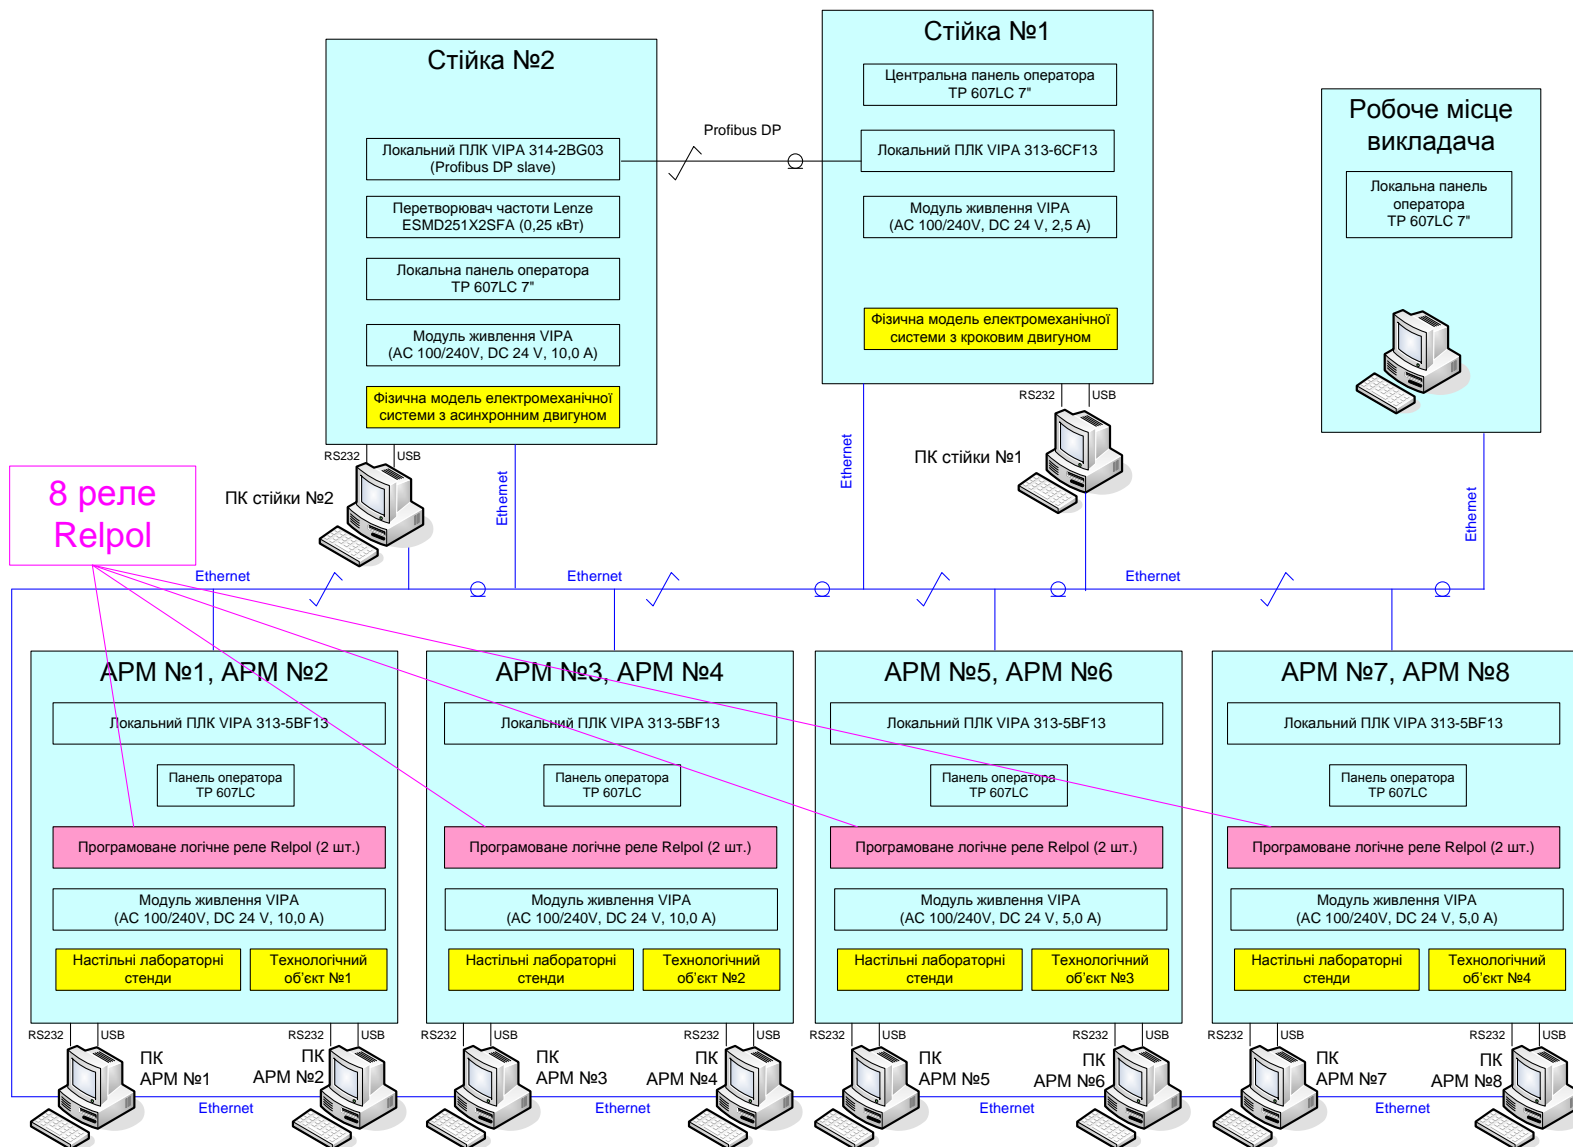 Стійка №2
Локальний ПЛК VIPA 314-2BG03
(Profibus DP slave)
Перетворювач частоти Lenze
ESMD251X2SFA (0,25 кВт)
Локальна панель оператора
TP 607LC 7"
Модуль живлення VIPA
(AC 100/240V, DC 24 V, 10,0 A)
Фізична модель електромеханічної
системи з асинхронним двигуном
Profibus DP
Стійка №1
Центральна панель оператора
TP 607LC 7"
Локальний ПЛК VIPA 313-6CF13
Модуль живлення VIPA
(AC 100/240V, DC 24 V, 2,5 A)
Фізична модель електромеханічної
системи з кроковим двигуном
Робоче місце
викладача
Локальна панель
оператора
TP 607LC 7"
RS232
USB
ПК стійки №2
Ethernet
Ethernet
RS232
USB
ПК стійки №1
Ethernet
8 реле
Relpol
Ethernet
Ethernet
Ethernet
АРМ №1, АРМ №2
Локальний ПЛК VIPA 313-5BF13
Панель оператора
TP 607LC
Програмоване логічне реле Relpol (2 шт.)
Модуль живлення VIPA
(AC 100/240V, DC 24 V, 10,0 A)
Настільні лабораторні
стенди
Технологічний
об’єкт №1
АРМ №3, АРМ №4
Локальний ПЛК VIPA 313-5BF13
Панель оператора
TP 607LC
Програмоване логічне реле Relpol (2 шт.)
Модуль живлення VIPA
(AC 100/240V, DC 24 V, 10,0 A)
Настільні лабораторні
стенди
Технологічний
об’єкт №2
АРМ №5, АРМ №6
Локальний ПЛК VIPA 313-5BF13
Панель оператора
TP 607LC
Програмоване логічне реле Relpol (2 шт.)
Модуль живлення VIPA
(AC 100/240V, DC 24 V, 5,0 A)
Настільні лабораторні
стенди
Технологічний
об’єкт №3
АРМ №7, АРМ №8
Локальний ПЛК VIPA 313-5BF13
Панель оператора
TP 607LC
Програмоване логічне реле Relpol (2 шт.)
Модуль живлення VIPA
(AC 100/240V, DC 24 V, 5,0 A)
Настільні лабораторні
стенди
Технологічний
об’єкт №4
RS232
USB
ПК
АРМ №1
RS232
USB
ПК
АРМ №2
RS232
USB
ПК
АРМ №3
RS232
USB
ПК
АРМ №4
RS232
USB
ПК
АРМ №5
RS232
USB
ПК
АРМ №6
RS232
USB
ПК
АРМ №7
RS232
USB
ПК
АРМ №8
Ethernet
Ethernet
Ethernet
Ethernet